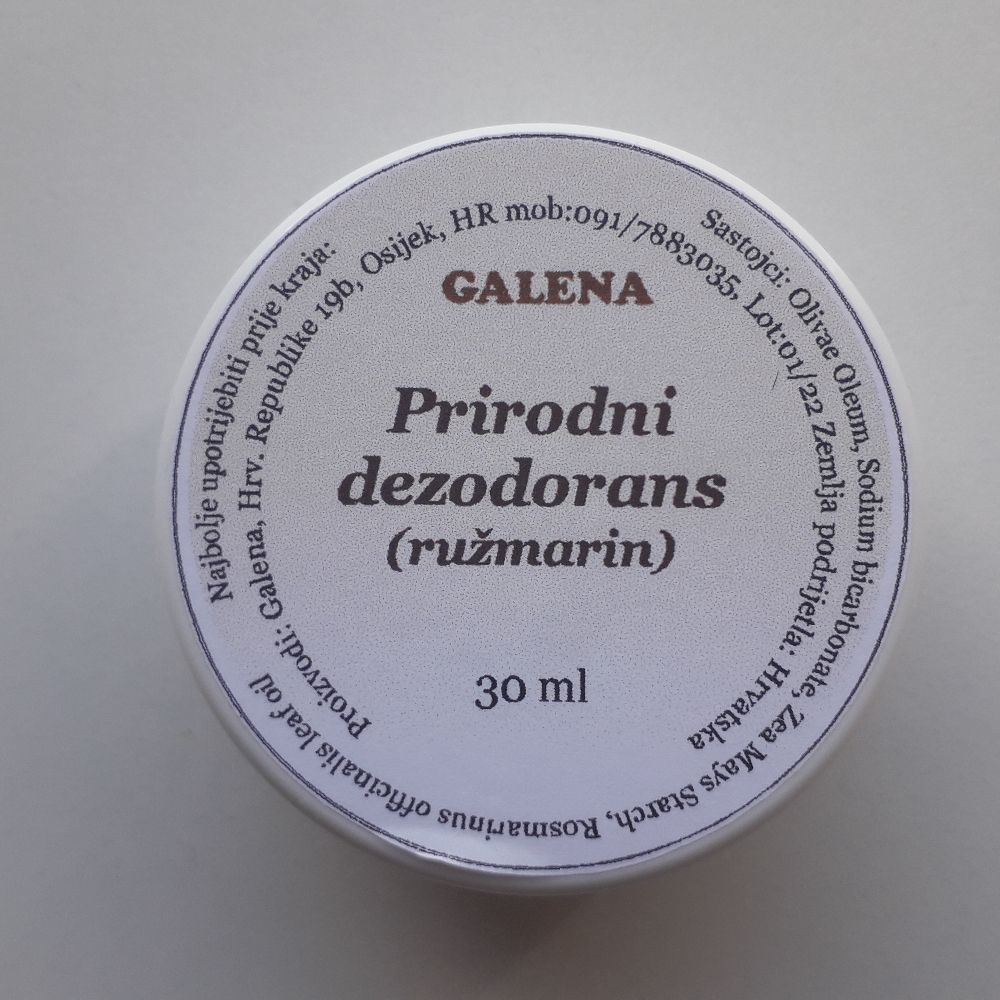 GALENA
Prirodni
dezodorans
(ružmarin)
30 ml
Najbolje upotrijebiti prije kraja:
Sastojci: Olivae Oleum, Sodium bicarbonate, Zea Mays Starch, Rosmarinus officinalis leaf oil
Proizvodi: Galena, Hrv. Republike 19b, Osijek, HR mob:091/7883035, Lot:01/22 Zemlja podrijetla: Hrvatska